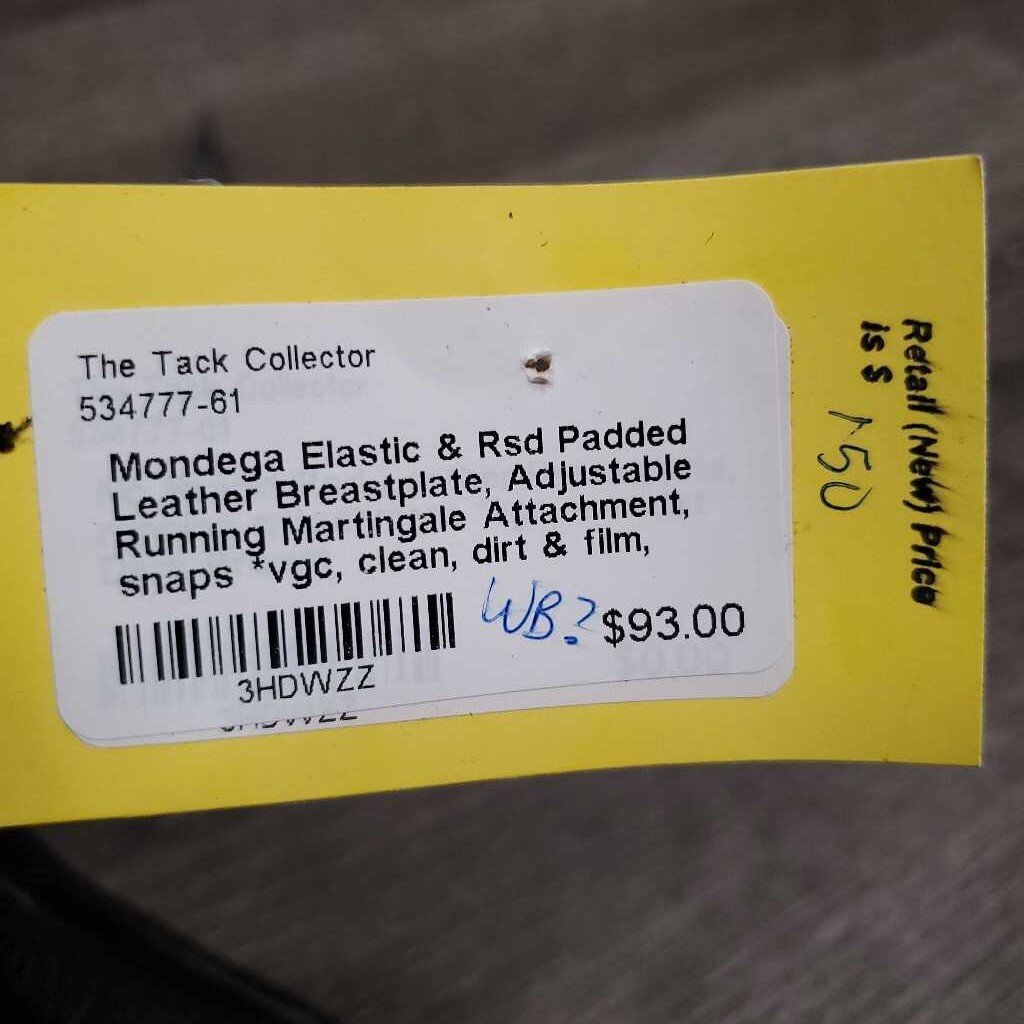 The Tack Collector
534777-61
Mondega Elastic & Rsd Padded
Leather Breastplate, Adjustable
Running Martingale Attachment,
snaps *vgc, clean, dirt & film,
WB? $93.00
3HDWZZ
3HDWZZ
Retail (New) Price
is $
150